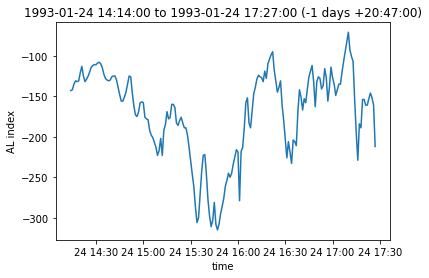 1993-01-24 14:14:00 to 1993-01-24 17:27:00 (-1 days +20:47:00)
AL index
−100
−150
−200
−250
−300
24 14:30 24 15:00 24 15:30 24 16:00 24 16:30 24 17:00 24 17:30
time